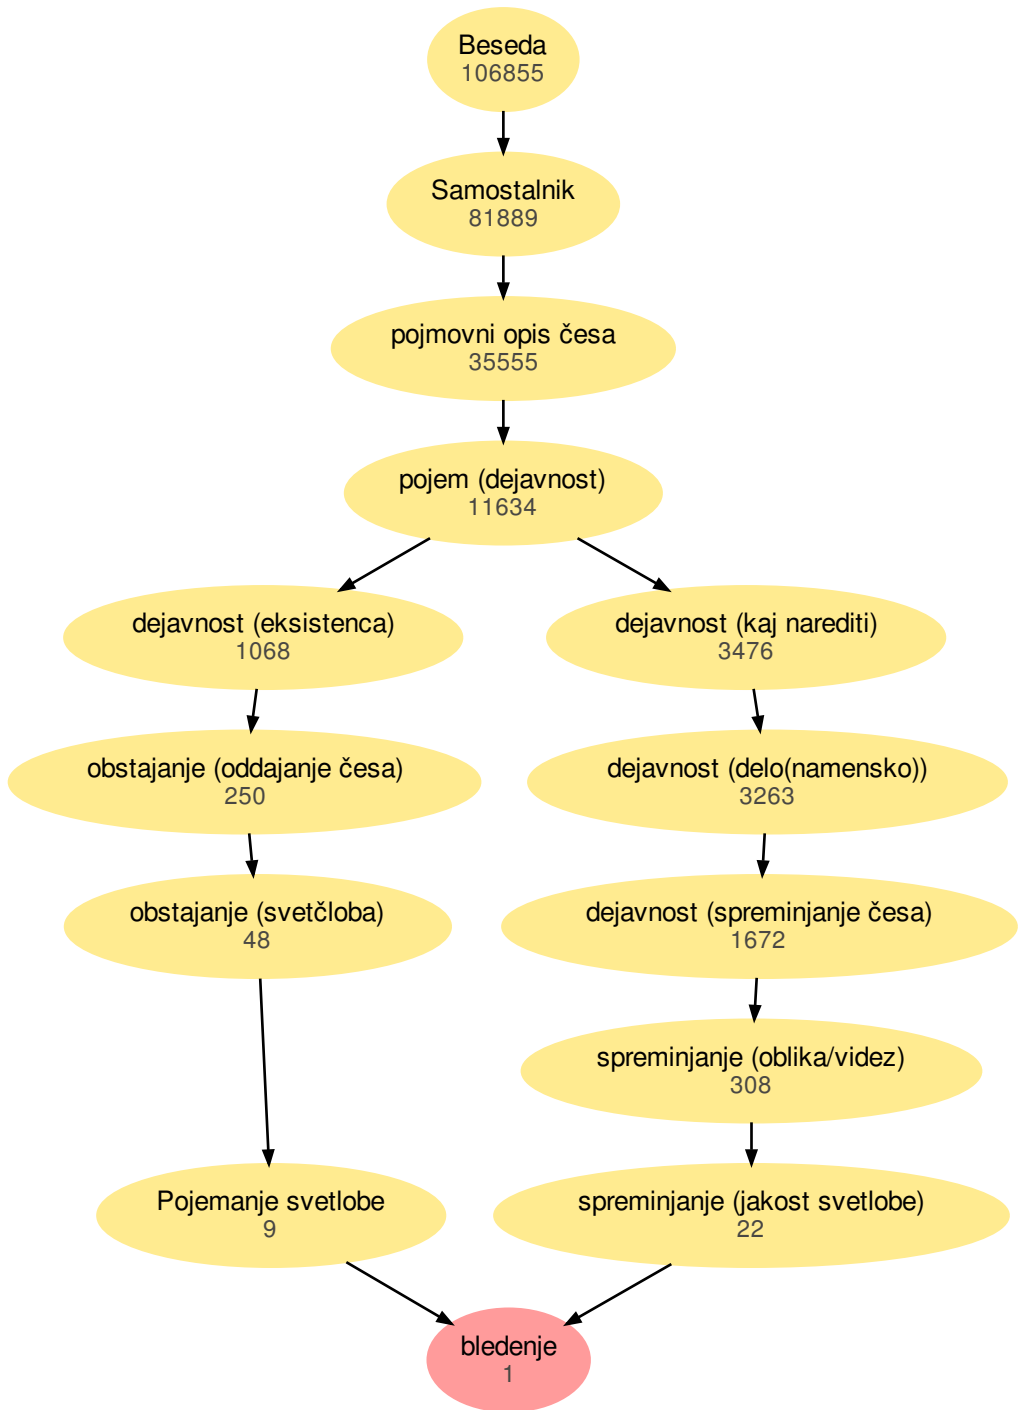 Beseda
106855
Samostalnik
81889
pojmovni opis česa
35555
pojem (dejavnost)
11634
dejavnost (eksistenca)
1068
dejavnost (kaj narediti)
3476
obstajanje (oddajanje česa)
250
dejavnost (delo(namensko))
3263
obstajanje (svetčloba)
48
dejavnost (spreminjanje česa)
1672
spreminjanje (oblika/videz)
308
Pojemanje svetlobe
9
spreminjanje (jakost svetlobe)
22
bledenje
1